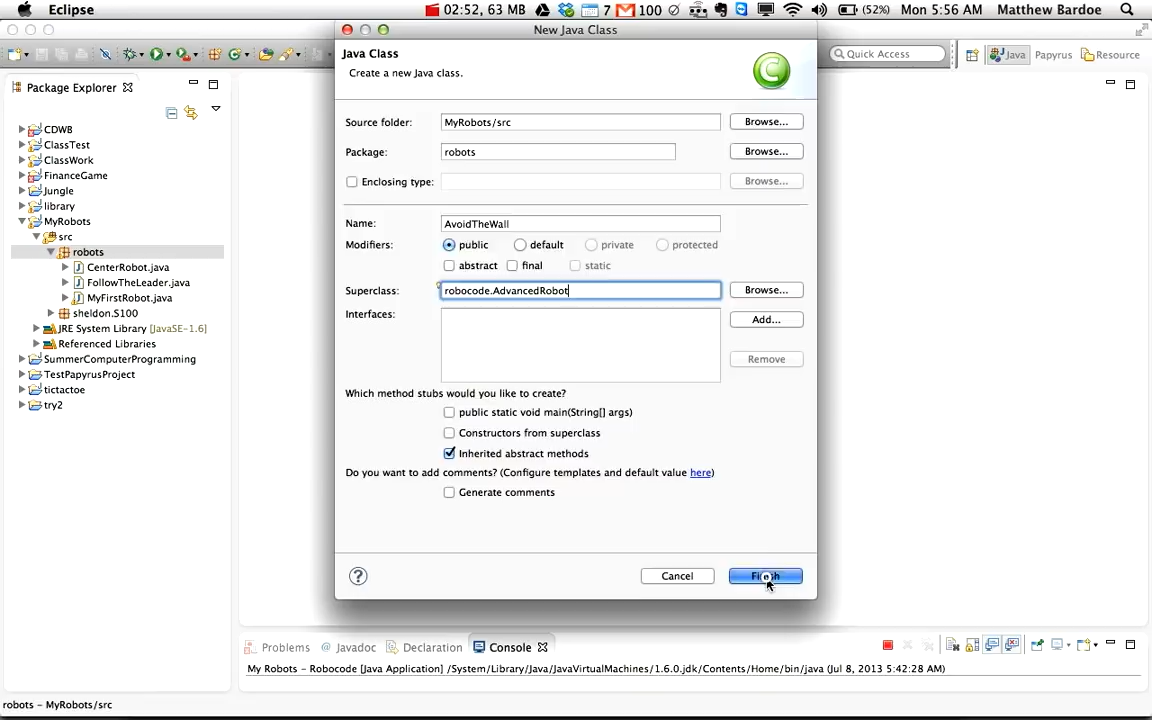 Eclipse 02:52, 63 MB 7 100 (52%) Mon 5:56 AM Matthew Bardoe
New Java Class
Quick Access Java Papyrus Resource
Java Class
Create a new Java class.
Package Explorer
CDWB
ClassTest
ClassWork
FinanceGame
Jungle
library
MyRobots
src
robots
CenterRobot.java
FollowTheLeader.java
MyFirstRobot.java
sheldon.S100
JRE System Library [JavaSE-1.6]
Referenced Libraries
SummerComputerProgramming
TestPapyrusProject
tictactoe
try2
Source folder: MyRobots/src Browse...
Package: robots Browse...
Enclosing type: Browse...
Name: AvoidTheWall
Modifiers: public default private protected
abstract final static
Superclass: robocode.AdvancedRobot Browse...
Interfaces: Add...
Remove
Which method stubs would you like to create?
public static void main(String[] args)
Constructors from superclass
Inherited abstract methods
Do you want to add comments? (Configure templates and default value here)
Generate comments
? Cancel Finish
Problems @ Javadoc Declaration Console
My Robots - Robocode [Java Application] /System/Library/Java/JavaVirtualMachines/1.6.0.jdk/Contents/Home/bin/java (Jul 8, 2013 5:42:28 AM)
robots - MyRobots/src